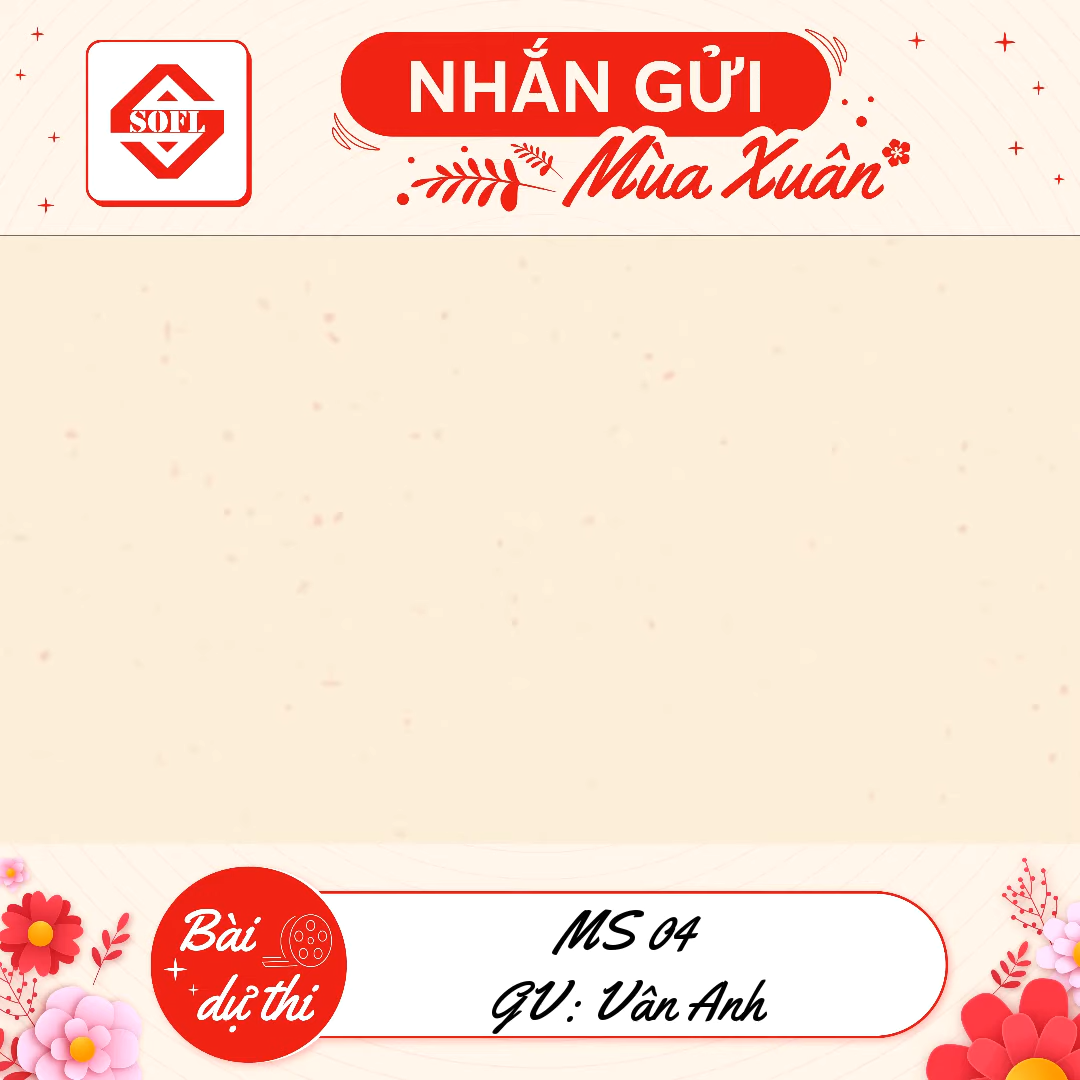 SOFL
NHẮN GỬI
Mùa Xuân
Bài
dự thi
MS 04
GV: Vân Anh